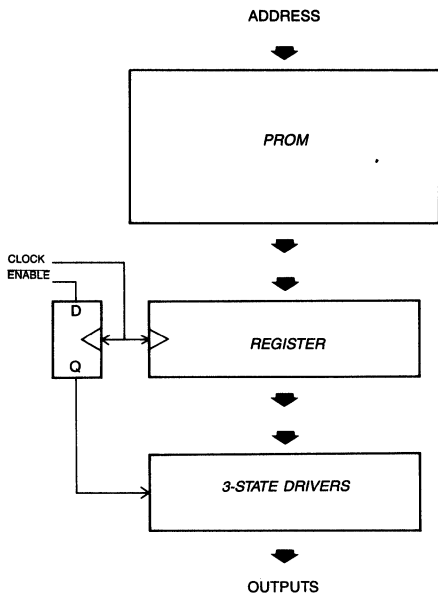 ADDRESS
PROM
CLOCK
ENABLE
D
Q
REGISTER
3-STATE DRIVERS
OUTPUTS